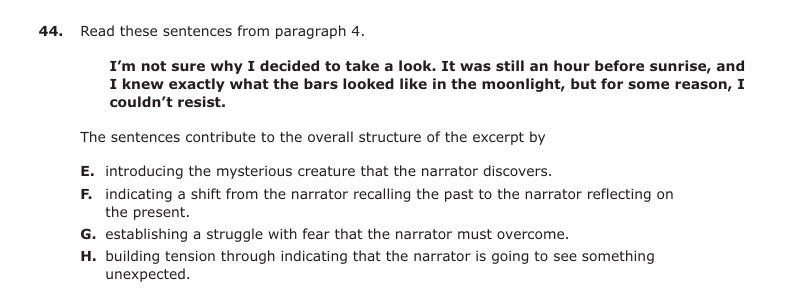 44. Read these sentences from paragraph 4.
I'm not sure why I decided to take a look. It was still an hour before sunrise, and
I knew exactly what the bars looked like in the moonlight, but for some reason, I
couldn't resist.
The sentences contribute to the overall structure of the excerpt by
E. introducing the mysterious creature that the narrator discovers.
F. indicating a shift from the narrator recalling the past to the narrator reflecting on
the present.
G. establishing a struggle with fear that the narrator must overcome.
H. building tension through indicating that the narrator is going to see something
unexpected.